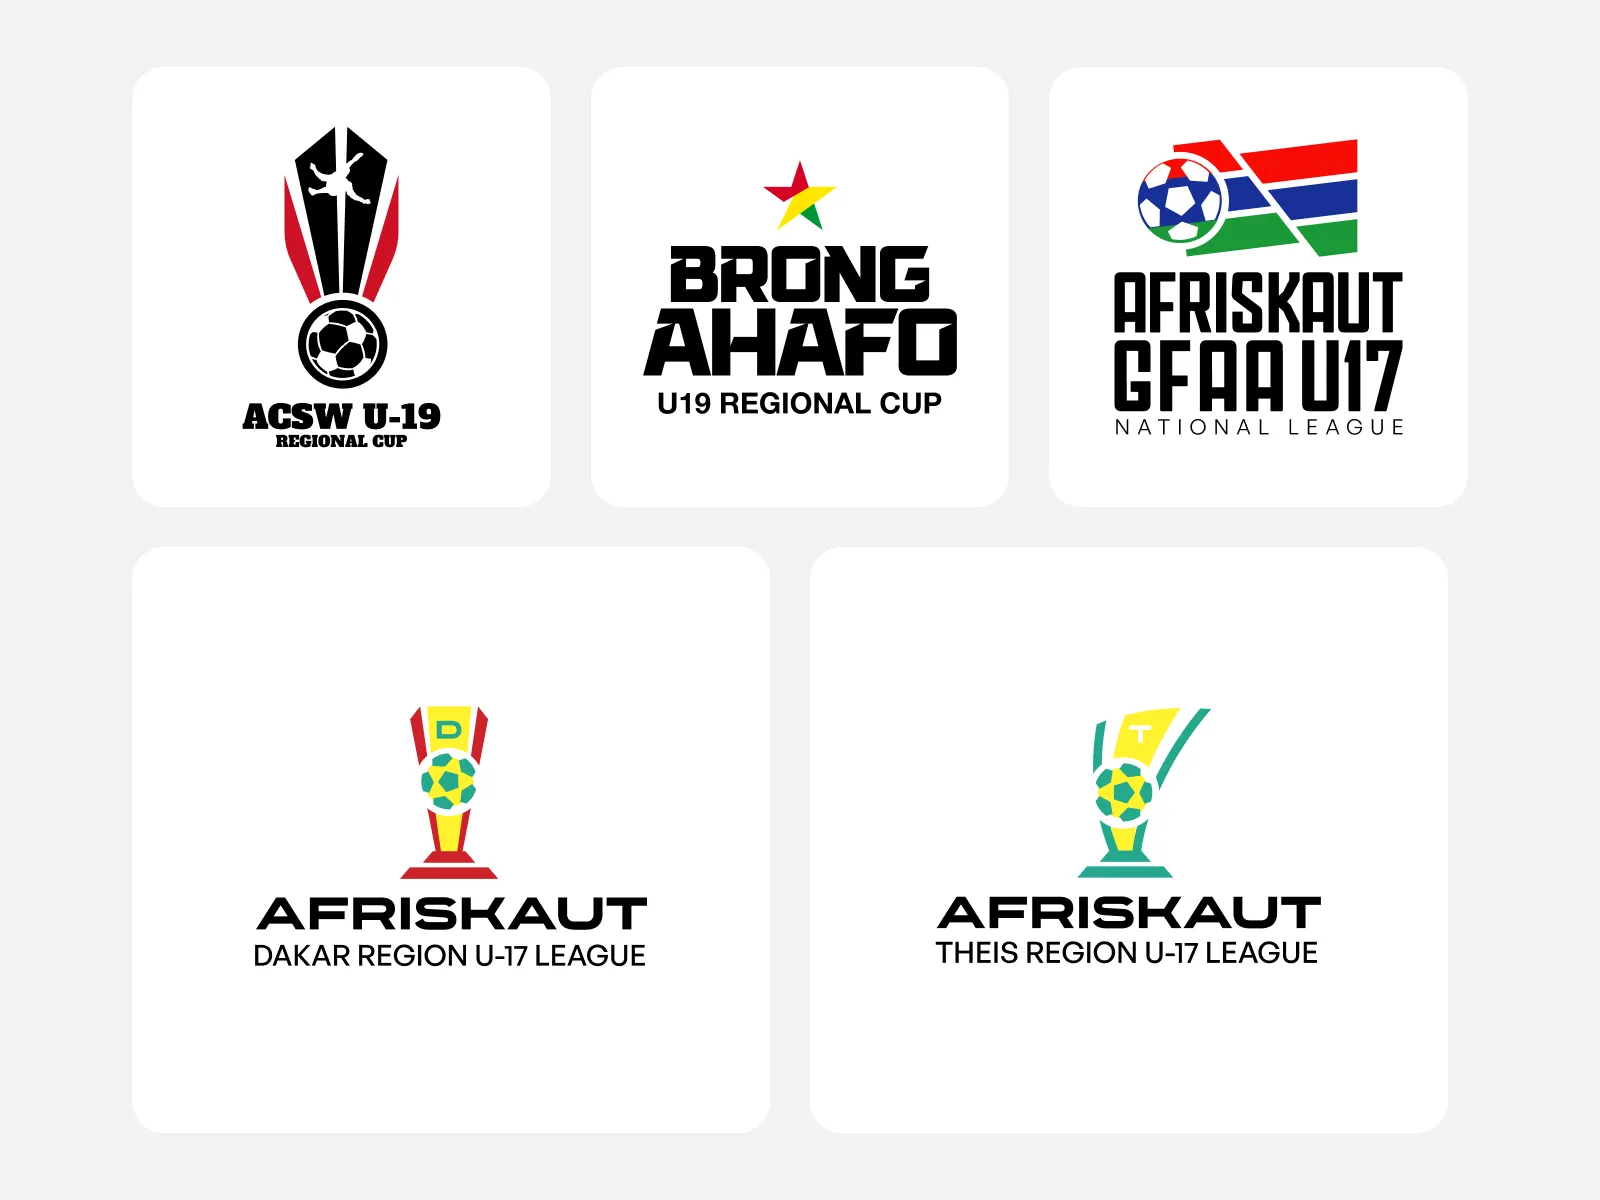 ACSW U-19
REGIONAL CUP
BRONG
AHAFO
U19 REGIONAL CUP
AFRISKAUT
GFAA U17
NATIONAL LEAGUE
D
AFRISKAUT
DAKAR REGION U-17 LEAGUE
T
AFRISKAUT
THEIS REGION U-17 LEAGUE